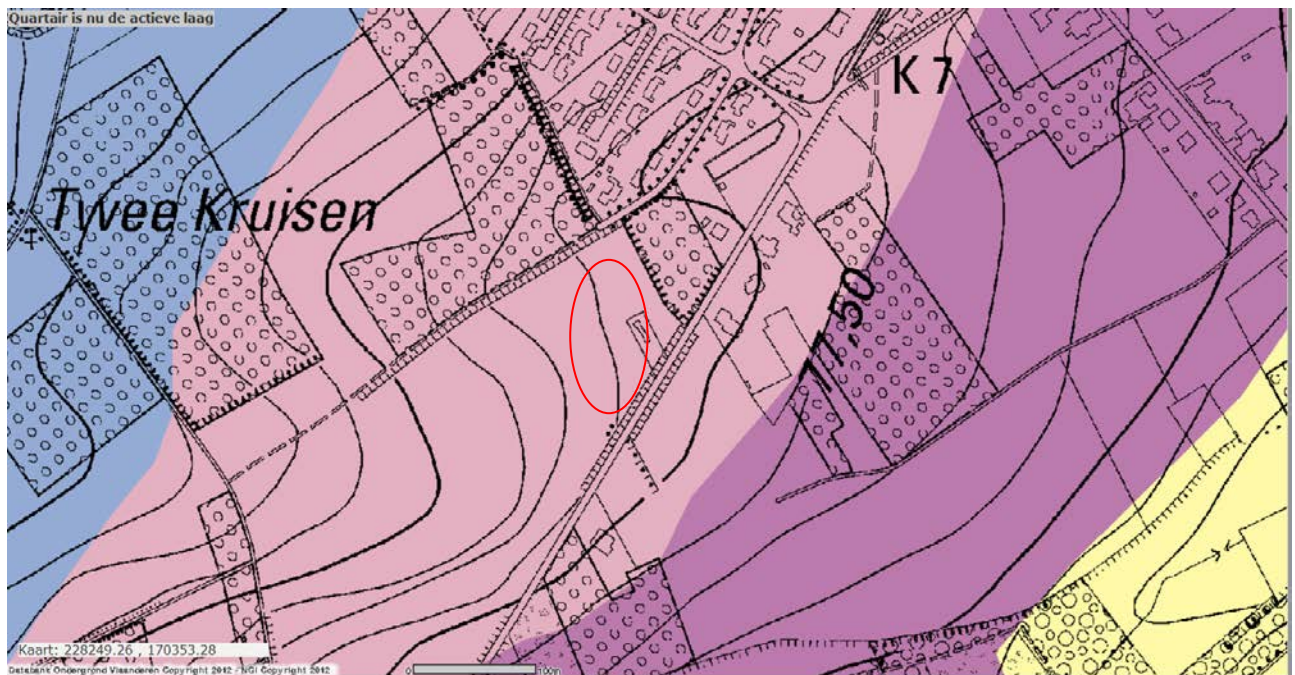 Quartair is nu de actieve laag
K 7
Twee Kruisen
77,50
Kaart: 228249.26 , 170353.28
Databank Ondergrond Vlaanderen Copyright 2012 - NGI Copyright 2012
0 100m